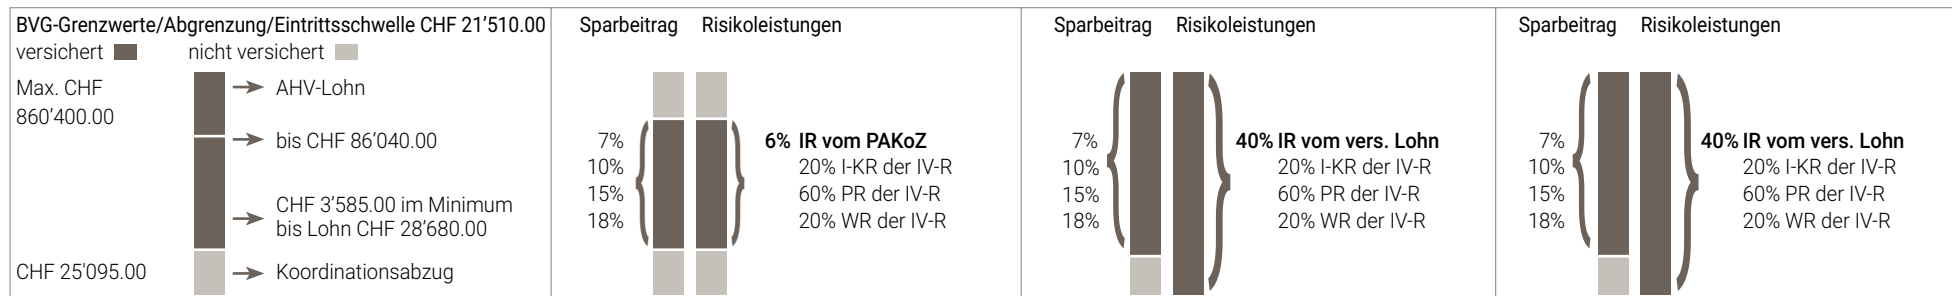 BVG-Grenzwerte/Abgrenzung/Eintrittsschwelle CHF 21’510.00
versichert nicht versichert
Max. CHF
860’400.00
AHV-Lohn
bis CHF 86’040.00
CHF 3’585.00 im Minimum
bis Lohn CHF 28’680.00
CHF 25'095.00
Koordinationsabzug
Sparbeitrag Risikoleistungen
7% 6% IR vom PAKoZ
10% 20% I-KR der IV-R
15% 60% PR der IV-R
18% 20% WR der IV-R
Sparbeitrag Risikoleistungen
7% 40% IR vom vers. Lohn
10% 20% I-KR der IV-R
15% 60% PR der IV-R
18% 20% WR der IV-R
Sparbeitrag Risikoleistungen
7% 40% IR vom vers. Lohn
10% 20% I-KR der IV-R
15% 60% PR der IV-R
18% 20% WR der IV-R